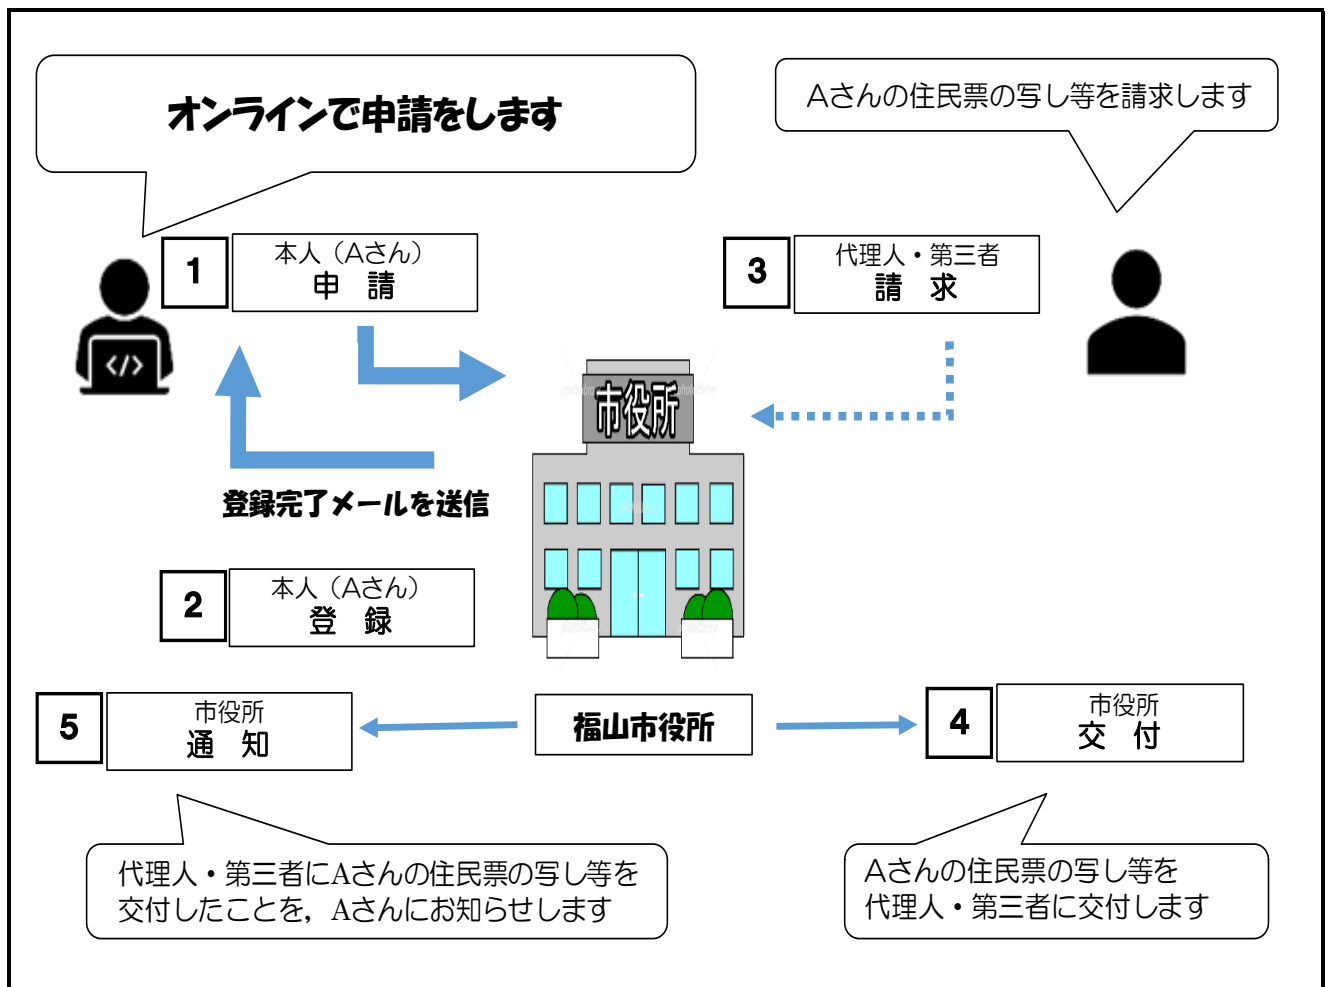 オンラインで申請をします
Aさんの住民票の写し等を請求します
1
本人（Aさん）
申　請
3
代理人・第三者
請　求
市役所
登録完了メールを送信
2
本人（Aさん）
登　録
5
市役所
通　知
福山市役所
4
市役所
交　付
代理人・第三者にAさんの住民票の写し等を
交付したことを，Aさんにお知らせします
Aさんの住民票の写し等を
代理人・第三者に交付します